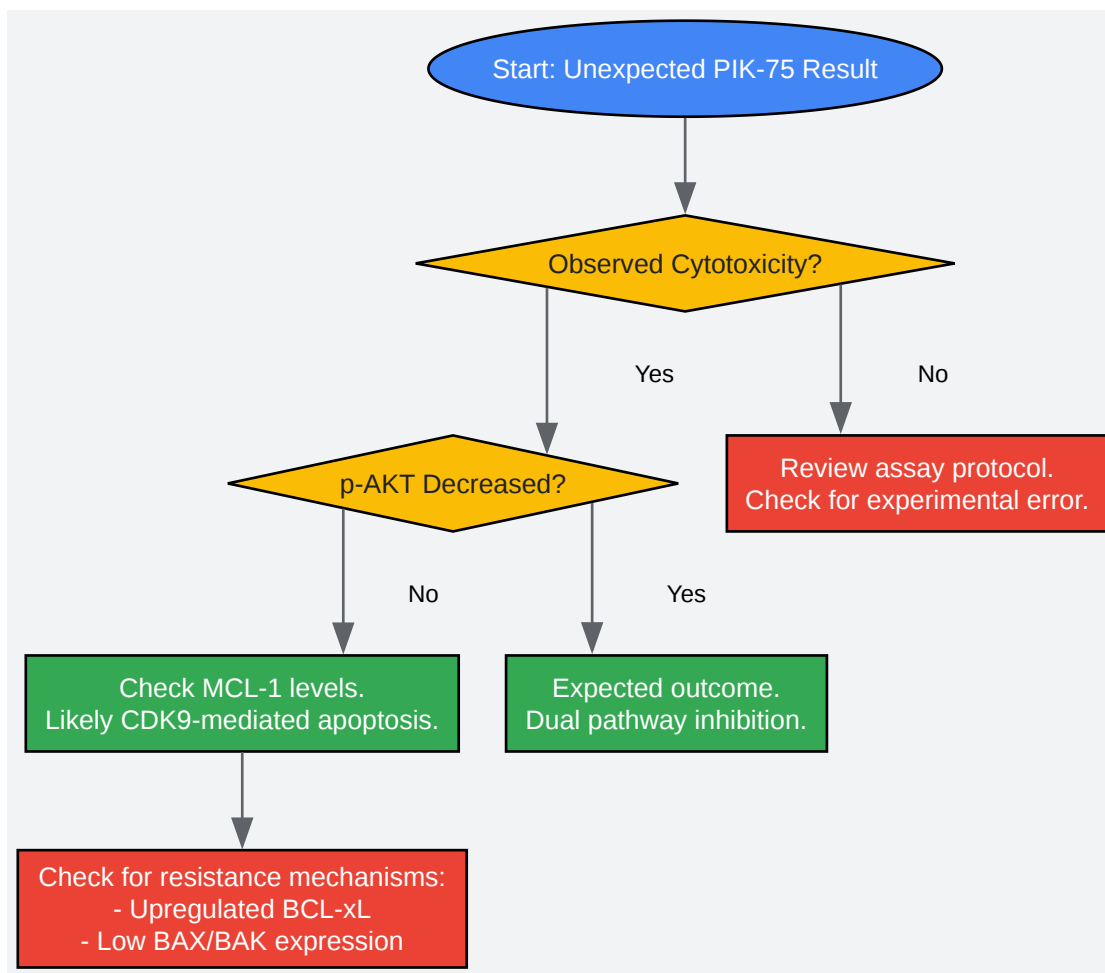 Start: Unexpected PIK-75 Result
Observed Cytotoxicity?
Yes
No
p-AKT Decreased?
Review assay protocol.
Check for experimental error.
No
Yes
Check MCL-1 levels.
Likely CDK9-mediated apoptosis.
Expected outcome.
Dual pathway inhibition.
Check for resistance mechanisms:
- Upregulated BCL-xL
- Low BAX/BAK expression